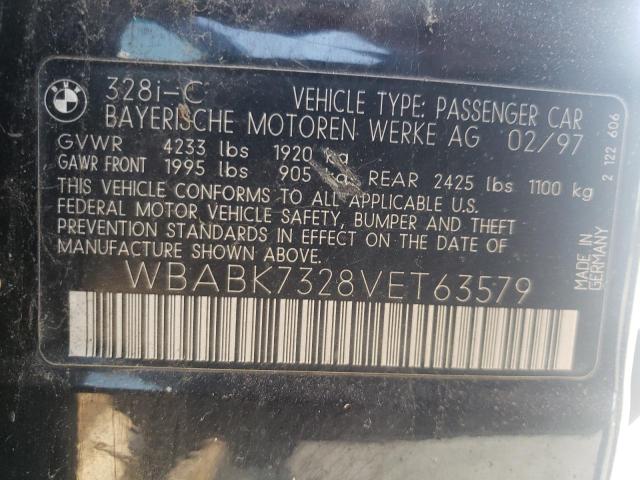 328i-C VEHICLE TYPE: PASSENGER CAR
BAYERISCHE MOTOREN WERKE AG 02/97
GVWR 4233 lbs 1920 kg
GAWR FRONT 1995 lbs 905 kg REAR 2425 lbs 1100 kg
THIS VEHICLE CONFORMS TO ALL APPLICABLE U.S.
FEDERAL MOTOR VEHICLE SAFETY, BUMPER AND THEFT
PREVENTION STANDARDS IN EFFECT ON THE DATE OF
MANUFACTURE SHOWN ABOVE.
WBABK7328VET63579
MADE IN
GERMANY
2 122 606